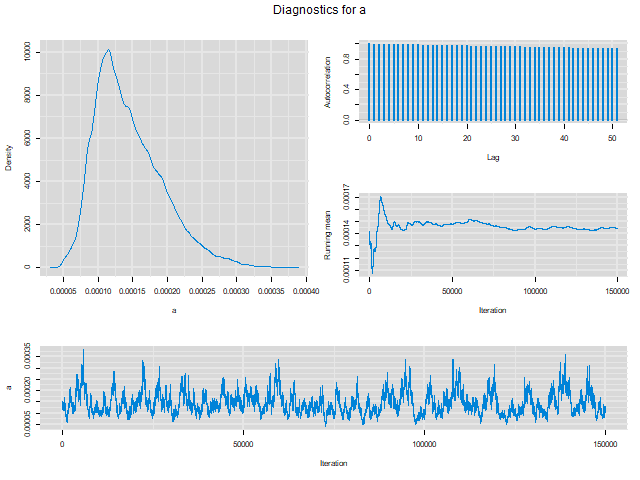 Diagnostics for a
Density
0 2000 4000 6000 8000 10000
0.00005 0.00010 0.00015 0.00020 0.00025 0.00030 0.00035 0.00040
a
Autocorrelation
0.0 0.4 0.8
0 10 20 30 40 50
Lag
Running mean
0.00011 0.00014 0.00017
0 50000 100000 150000
Iteration
a
0.00005 0.00020 0.00035
0 50000 100000 150000
Iteration